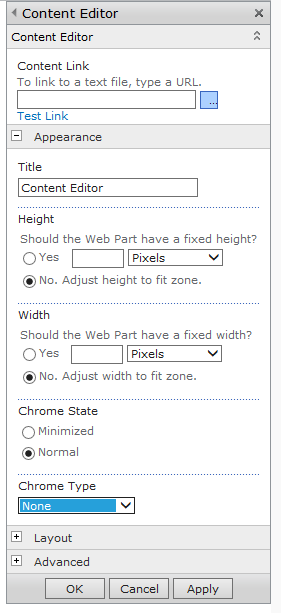 Content Editor
Content Editor
Content Link
To link to a text file, type a URL.
...
Test Link
Appearance
Title
Content Editor
Height
Should the Web Part have a fixed height?
Yes Pixels
No. Adjust height to fit zone.
Width
Should the Web Part have a fixed width?
Yes Pixels
No. Adjust width to fit zone.
Chrome State
Minimized
Normal
Chrome Type
None
Layout
Advanced
OK Cancel Apply